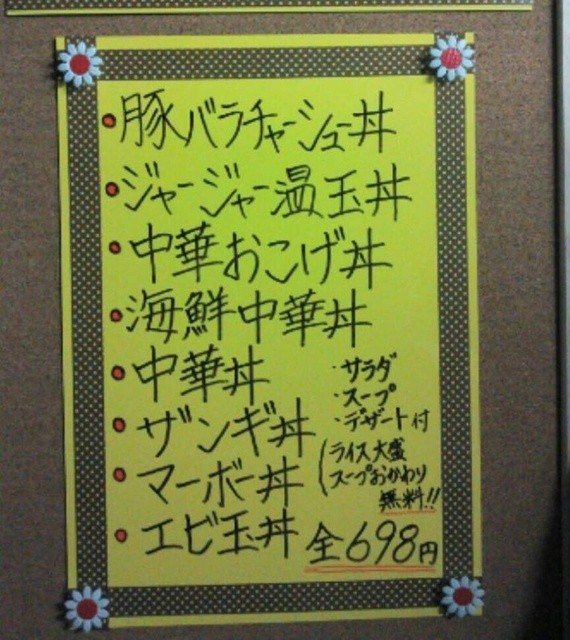 豚バラチャーシュー丼
ジャージャー温玉丼
中華おこげ丼
海鮮中華丼
中華丼
ザンギ丼
マーボー丼
エビ玉丼
・サラダ
・スープ
・デザート付
(ライス大盛
スープおかわり
無料!!
全698円